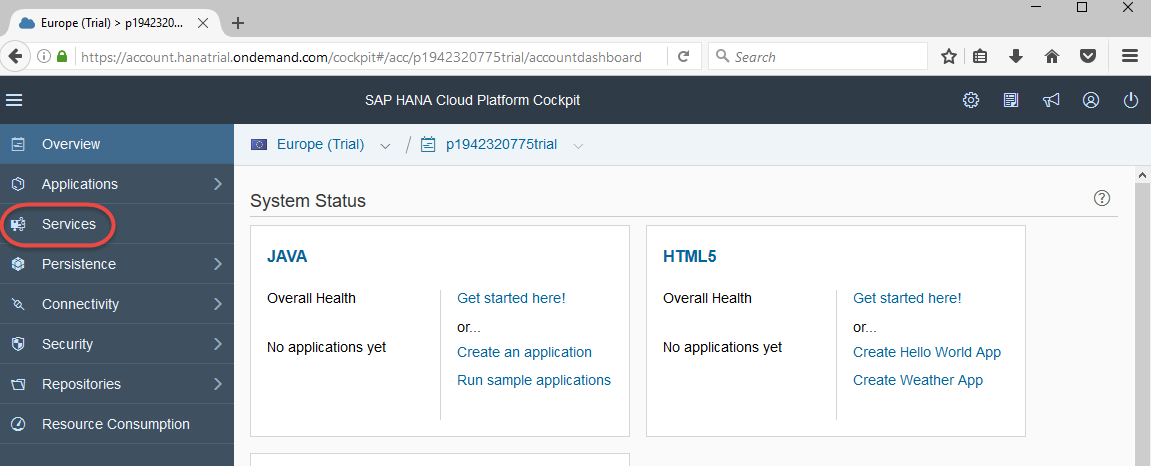 Europe (Trial) > p1942320...
https://account.hanatrial.ondemand.com/cockpit#/acc/p1942320775trial/accountdashboard
Search
SAP HANA Cloud Platform Cockpit
Overview
Applications
Services
Persistence
Connectivity
Security
Repositories
Resource Consumption
Europe (Trial) / p1942320775trial
System Status
JAVA
Overall Health
No applications yet
Get started here!
or...
Create an application
Run sample applications
HTML5
Overall Health
No applications yet
Get started here!
or...
Create Hello World App
Create Weather App